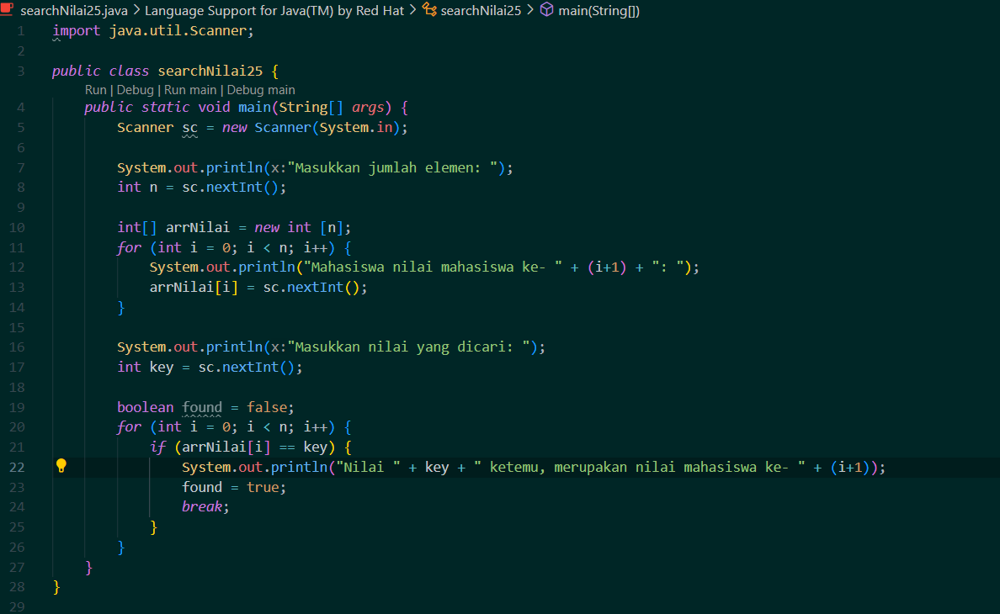 searchNilai25.java > Language Support for Java(TM) by Red Hat > searchNilai25 > main(String[])
1 import java.util.Scanner;
2
3 public class searchNilai25 {
Run | Debug | Run main | Debug main
4 public static void main(String[] args) {
5 Scanner sc = new Scanner(System.in);
6
7 System.out.println(x:"Masukkan jumlah elemen: ");
8 int n = sc.nextInt();
9
10 int[] arrNilai = new int [n];
11 for (int i = 0; i < n; i++) {
12 System.out.println("Mahasiswa nilai mahasiswa ke- " + (i+1) + ": ");
13 arrNilai[i] = sc.nextInt();
14 }
15
16 System.out.println(x:"Masukkan nilai yang dicari: ");
17 int key = sc.nextInt();
18
19 boolean found = false;
20 for (int i = 0; i < n; i++) {
21 if (arrNilai[i] == key) {
22 System.out.println("Nilai " + key + " ketemu, merupakan nilai mahasiswa ke- " + (i+1));
23 found = true;
24 break;
25 }
26 }
27 }
28 }
29